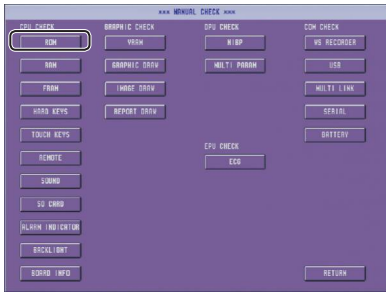 *** MANUAL CHECK ***
CPU CHECK
ROM
RAM
FRAM
HARD KEYS
TOUCH KEYS
REMOTE
SOUND
SD CARD
ALARM INDICATOR
BACKLIGHT
BOARD INFO
GRAPHIC CHECK
VRAM
GRAPHIC DRAW
IMAGE DRAW
REPORT DRAW
DPU CHECK
NIBP
MULTI PARAM
EPU CHECK
ECG
COM CHECK
WS RECORDER
USB
MULTI LINK
SERIAL
BATTERY
RETURN